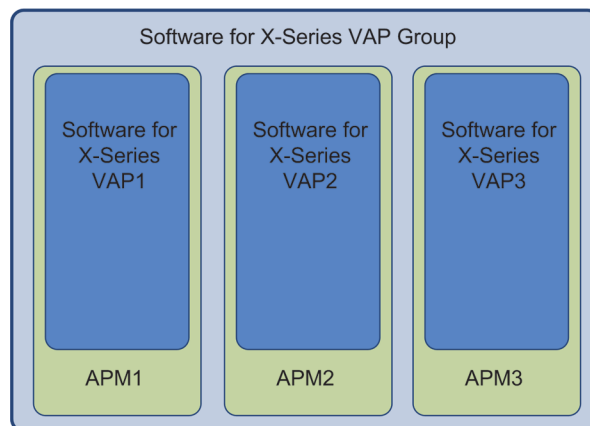 Software for X-Series VAP Group
Software for
X-Series
VAP1
APM1
Software for
X-Series
VAP2
APM2
Software for
X-Series
VAP3
APM3